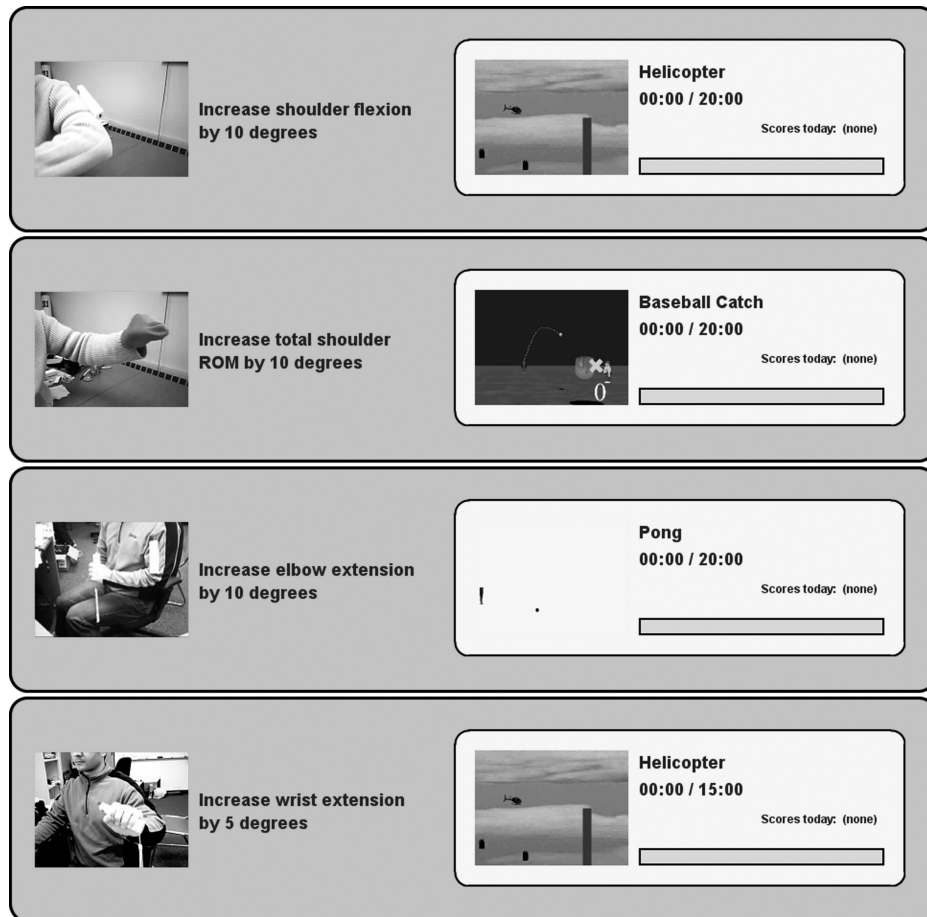 Increase shoulder flexion
by 10 degrees
Helicopter
00:00 / 20:00
Scores today: (none)
Increase total shoulder
ROM by 10 degrees
0
Baseball Catch
00:00 / 20:00
Scores today: (none)
Increase elbow extension
by 10 degrees
Pong
00:00 / 20:00
Scores today: (none)
Increase wrist extension
by 5 degrees
Helicopter
00:00 / 15:00
Scores today: (none)